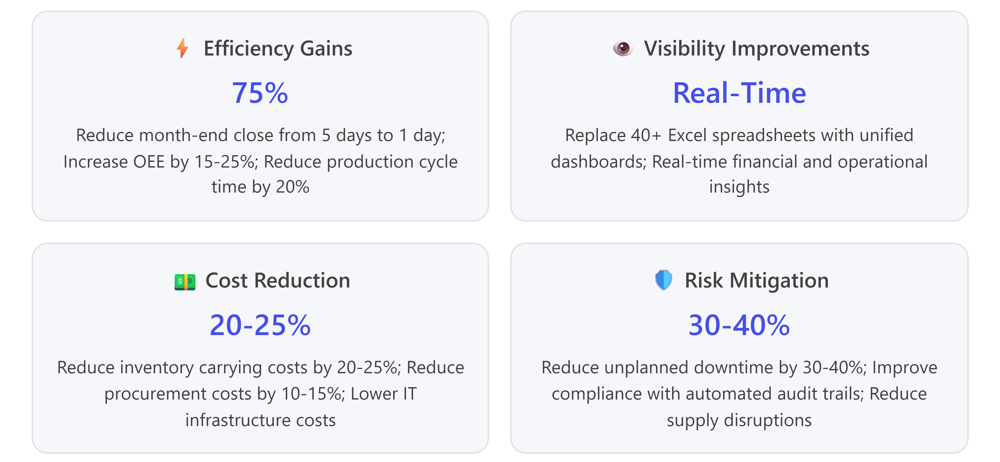 Efficiency Gains
75%
Reduce month-end close from 5 days to 1 day;
Increase OEE by 15-25%; Reduce production cycle
time by 20%
Visibility Improvements
Real-Time
Replace 40+ Excel spreadsheets with unified
dashboards; Real-time financial and operational
insights
Cost Reduction
20-25%
Reduce inventory carrying costs by 20-25%; Reduce
procurement costs by 10-15%; Lower IT
infrastructure costs
Risk Mitigation
30-40%
Reduce unplanned downtime by 30-40%; Improve
compliance with automated audit trails; Reduce
supply disruptions